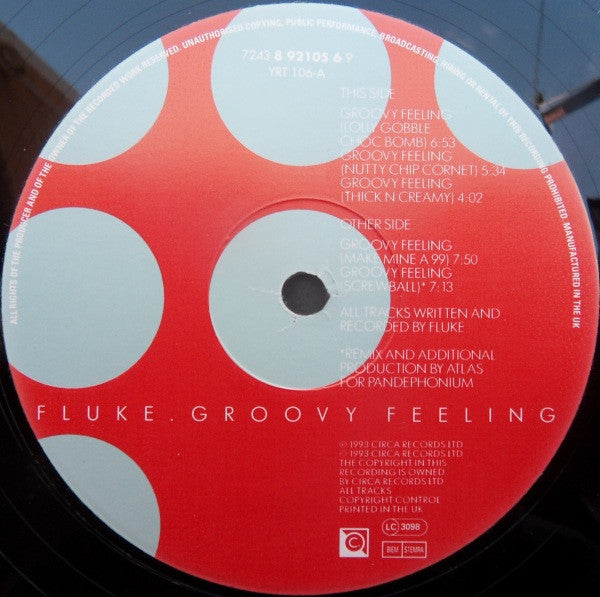 ALL RIGHTS OF THE PRODUCER AND OF THE OWNER OF THE RECORDED WORK RESERVED. UNAUTHORISED COPYING, PUBLIC PERFORMANCE, BROADCASTING, HIRING OR RENTAL OF THIS RECORDING PROHIBITED. MANUFACTURED IN THE UK
7243 8 92105 6 9
YRT 106-A
THIS SIDE
GROOVY FEELING
(LOLLY GOBBLE
CHOC BOMB) 6:53
GROOVY FEELING
(NUTTY CHIP CORNET) 5:34
GROOVY FEELING
(THICK N CREAMY) 4:02
OTHER SIDE
GROOVY FEELING
(MAKE MINE A 99) 7:50
GROOVY FEELING
(SCREWBALL)* 7:13
ALL TRACKS WRITTEN AND
RECORDED BY FLUKE
*REMIX AND ADDITIONAL
PRODUCTION BY ATLAS
FOR PANDEPHONIUM
FLUKE. GROOVY FEELING
℗ 1993 CIRCA RECORDS LTD
© 1993 CIRCA RECORDS LTD
THE COPYRIGHT IN THIS
RECORDING IS OWNED
BY CIRCA RECORDS LTD
ALL TRACKS
COPYRIGHT CONTROL
PRINTED IN THE UK
C
LC 3098
BIEM STEMRA